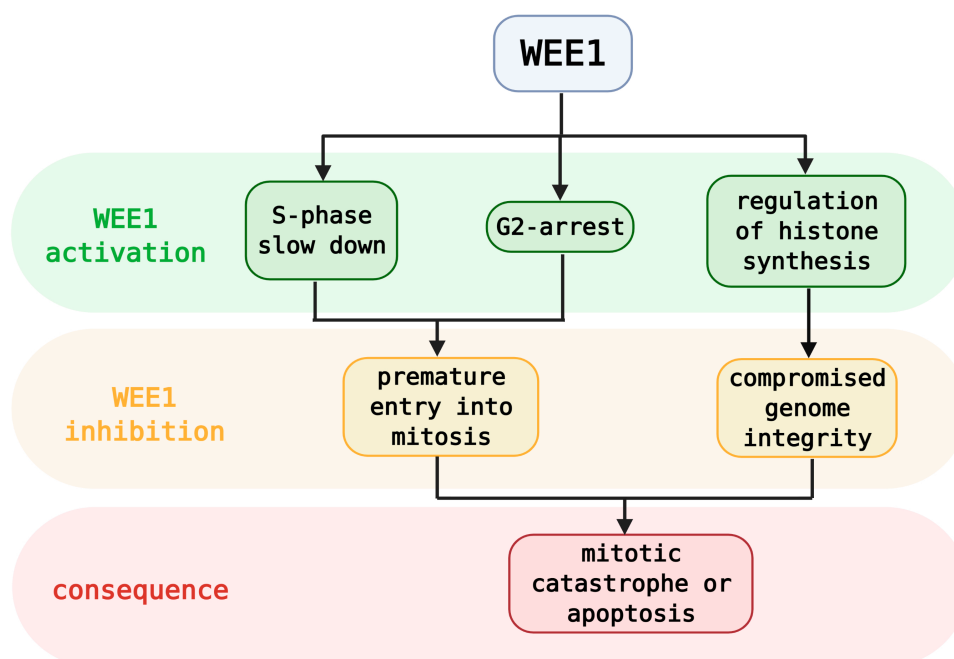 WEE1
WEE1
activation
S-phase
slow down
G2-arrest
regulation
of histone
synthesis
WEE1
inhibition
premature
entry into
mitosis
compromised
genome
integrity
consequence
mitotic
catastrophe or
apoptosis